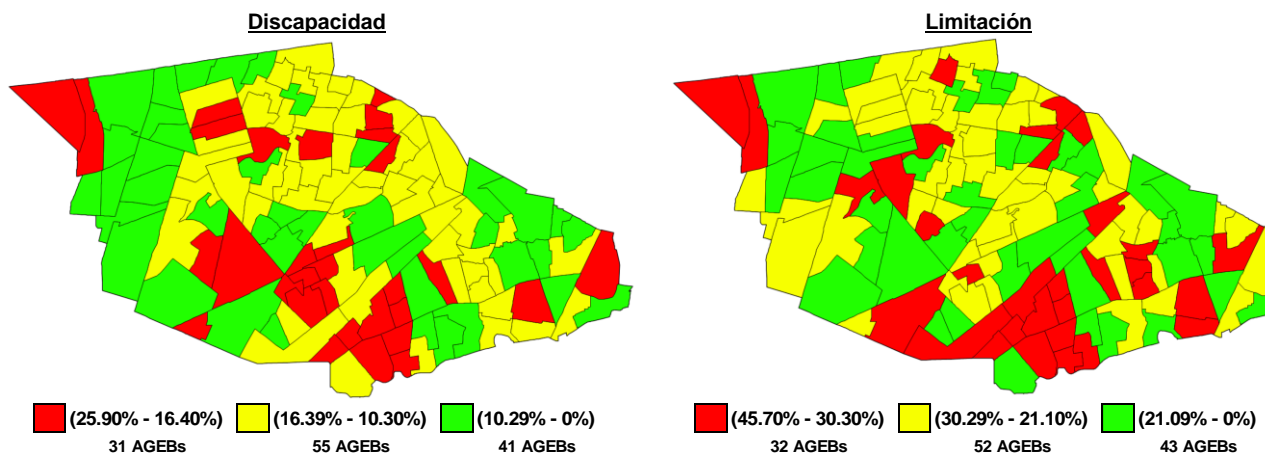 Discapacidad
Limitación
(25.90% - 16.40%) (16.39% - 10.30%) (10.29% - 0%)
31 AGEBs 55 AGEBs 41 AGEBs
(45.70% - 30.30%) (30.29% - 21.10%) (21.09% - 0%)
32 AGEBs 52 AGEBs 43 AGEBs